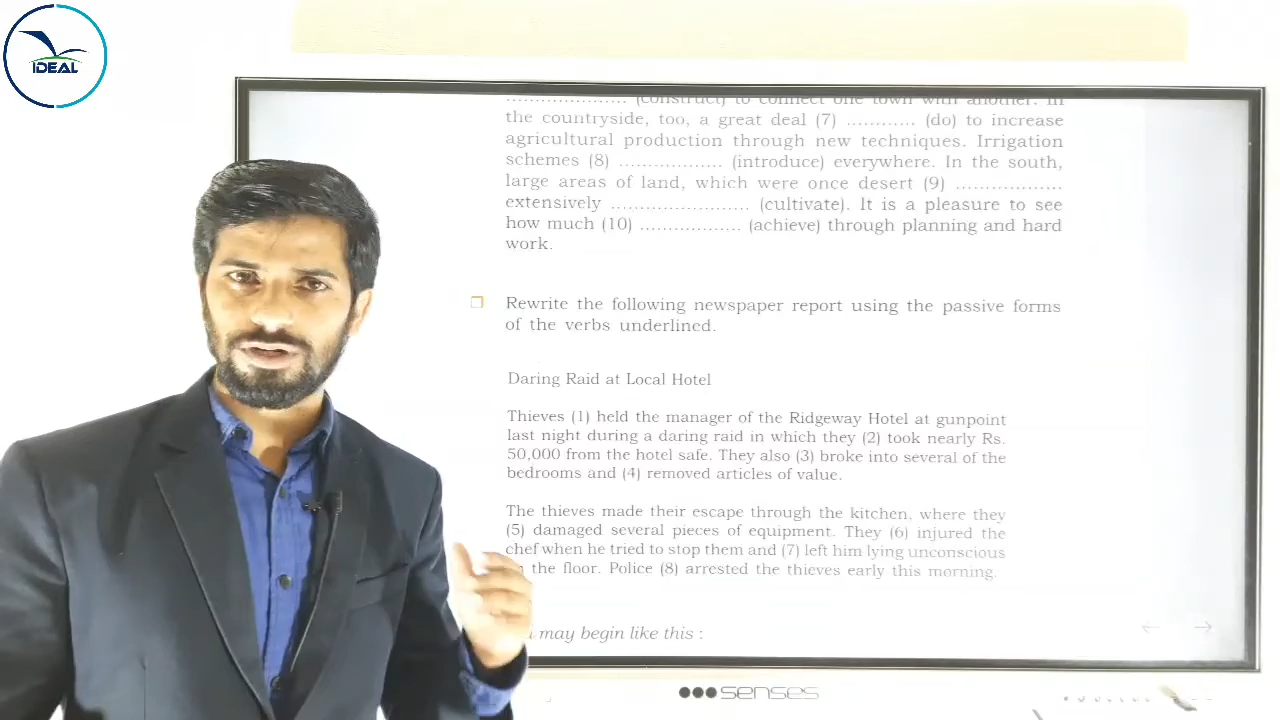 IDEAL
..................... (construct) to connect one town with another. In
the countryside, too, a great deal (7) ............ (do) to increase
agricultural production through new techniques. Irrigation
schemes (8) .................. (introduce) everywhere. In the south,
large areas of land, which were once desert (9) ..................
extensively ....................... (cultivate). It is a pleasure to see
how much (10) .................. (achieve) through planning and hard
work.
❐ Rewrite the following newspaper report using the passive forms
of the verbs underlined.
Daring Raid at Local Hotel
Thieves (1) held the manager of the Ridgeway Hotel at gunpoint
last night during a daring raid in which they (2) took nearly Rs.
50,000 from the hotel safe. They also (3) broke into several of the
bedrooms and (4) removed articles of value.
The thieves made their escape through the kitchen, where they
(5) damaged several pieces of equipment. They (6) injured the
chef when he tried to stop them and (7) left him lying unconscious
the floor. Police (8) arrested the thieves early this morning.
may begin like this :
senses